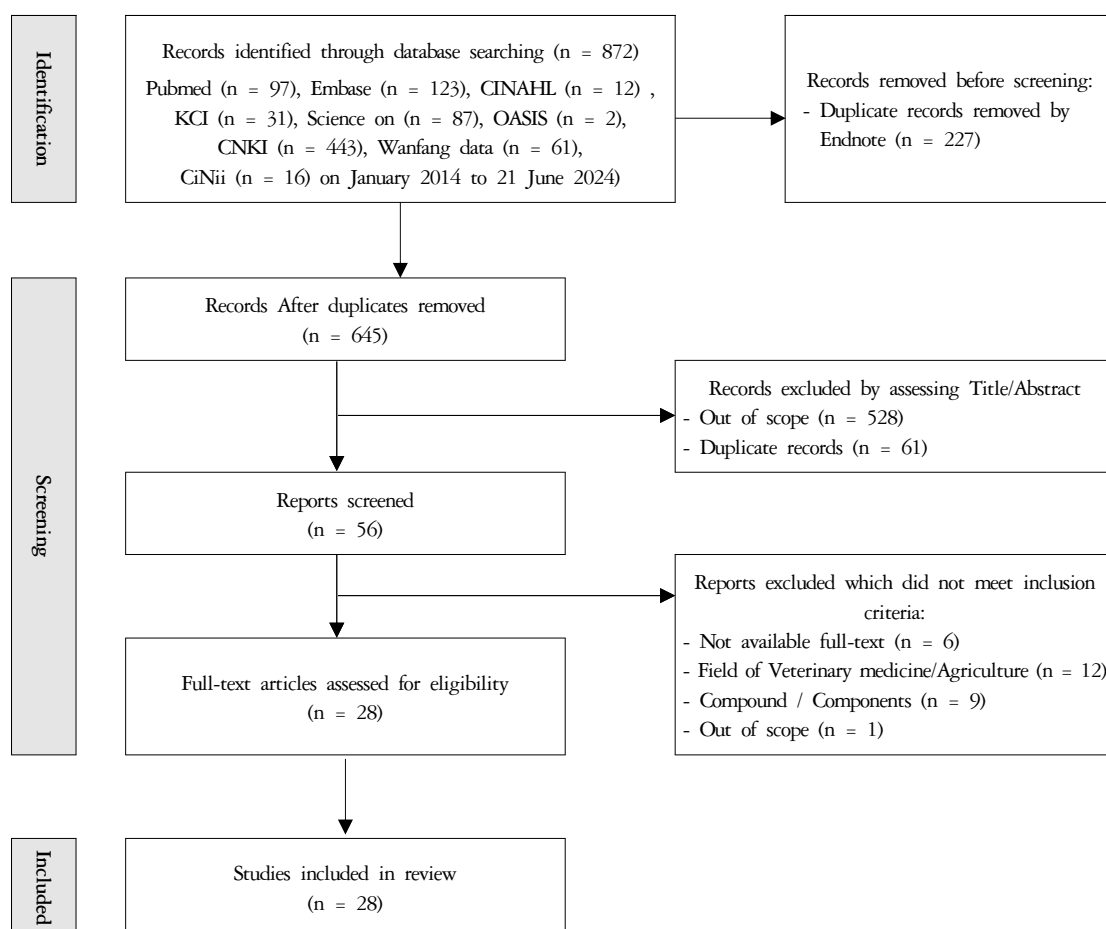 Identification
Records identified through database searching (n = 872)
Pubmed (n = 97), Embase (n = 123), CINAHL (n = 12) ,
KCI (n = 31), Science on (n = 87), OASIS (n = 2),
CNKI (n = 443), Wanfang data (n = 61),
CiNii (n = 16) on January 2014 to 21 June 2024)
Records removed before screening:
- Duplicate records removed by
Endnote (n = 227)
Screening
Records After duplicates removed
(n = 645)
Records excluded by assessing Title/Abstract
- Out of scope (n = 528)
- Duplicate records (n = 61)
Reports screened
(n = 56)
Reports excluded which did not meet inclusion
criteria:
- Not available full-text (n = 6)
- Field of Veterinary medicine/Agriculture (n = 12)
- Compound / Components (n = 9)
- Out of scope (n = 1)
Full-text articles assessed for eligibility
(n = 28)
Included
Studies included in review
(n = 28)